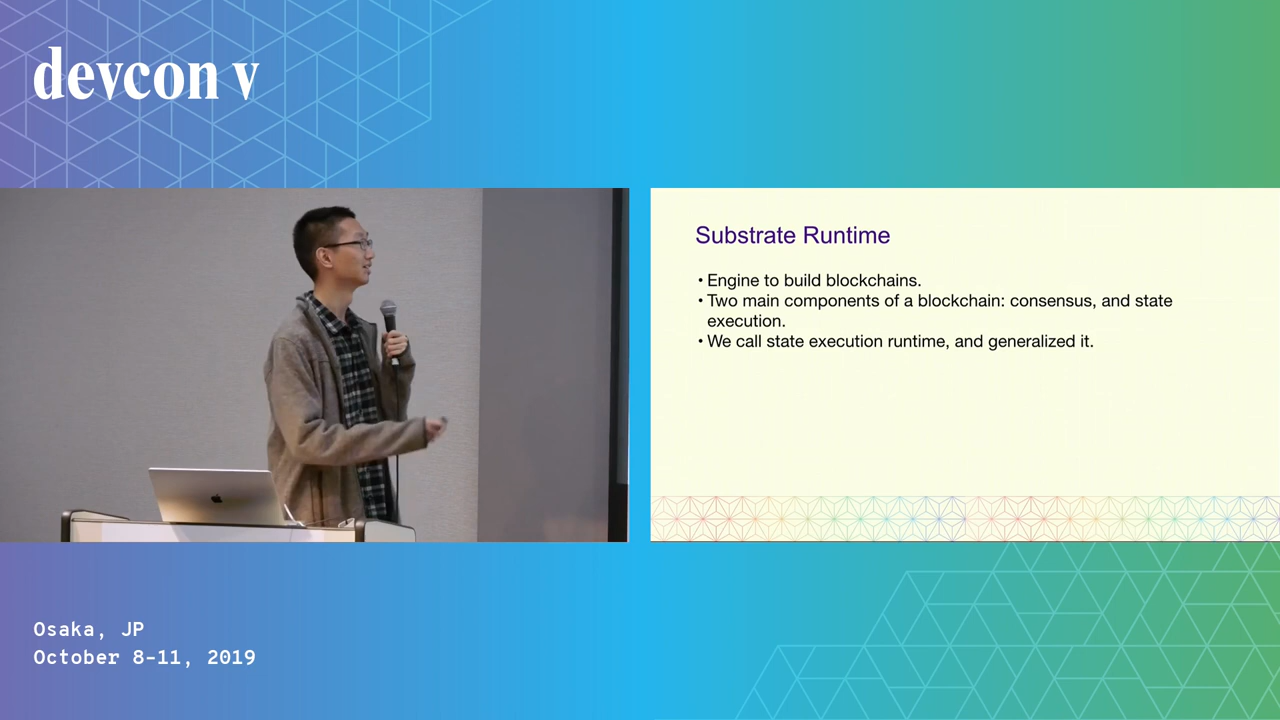 devcon v
Substrate Runtime
• Engine to build blockchains.
• Two main components of a blockchain: consensus, and state
execution.
• We call state execution runtime, and generalized it.
Osaka, JP
October 8-11, 2019